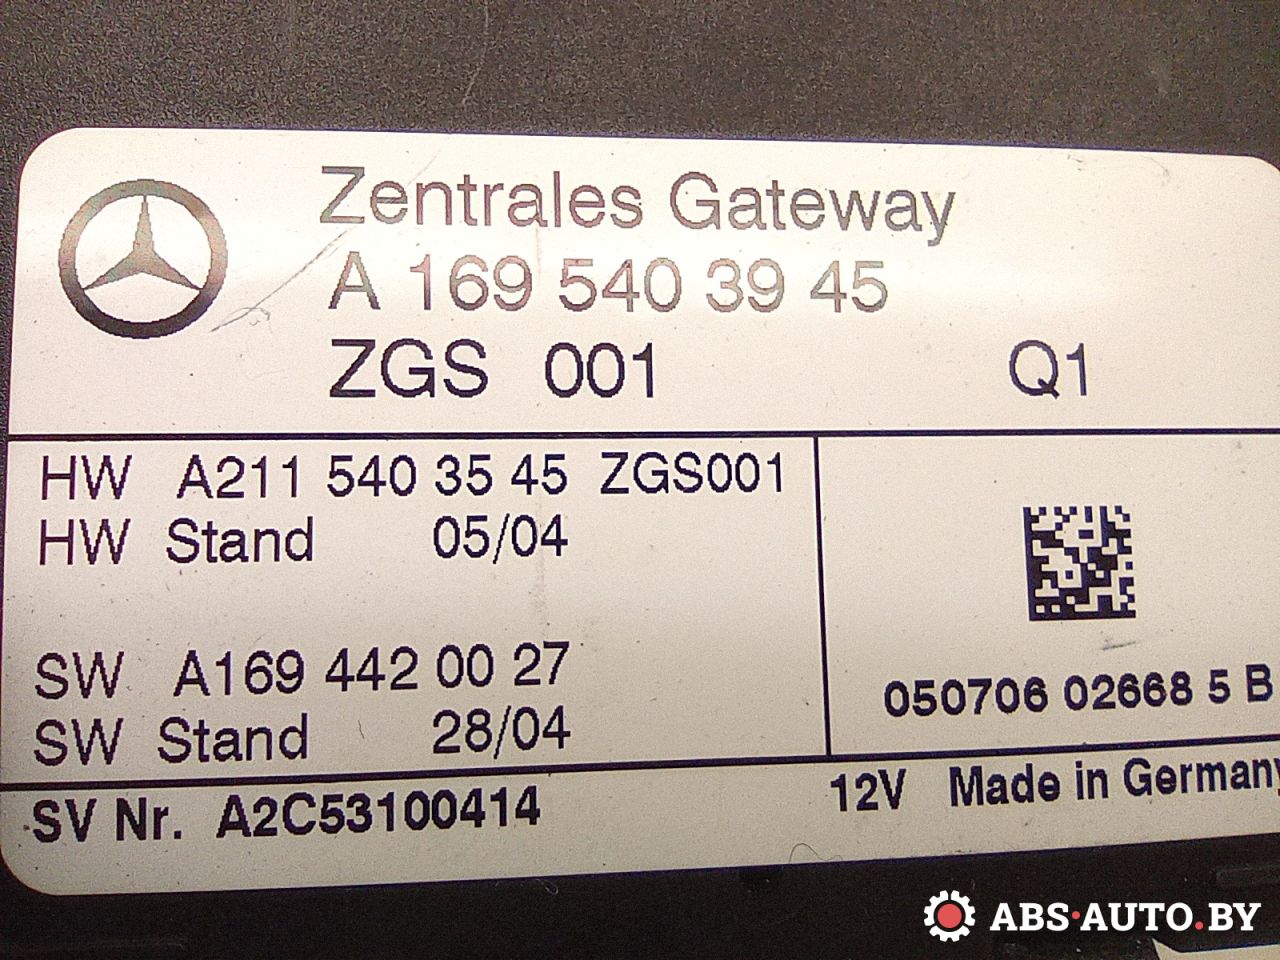 Zentrales Gateway
A 169 540 39 45
ZGS 001 Q1
HW A211 540 35 45 ZGS001
HW Stand 05/04
SW A169 442 00 27
SW Stand 28/04
050706 02668 5 B
SV Nr. A2C53100414
12V Made in Germany
ABS·AUTO.BY